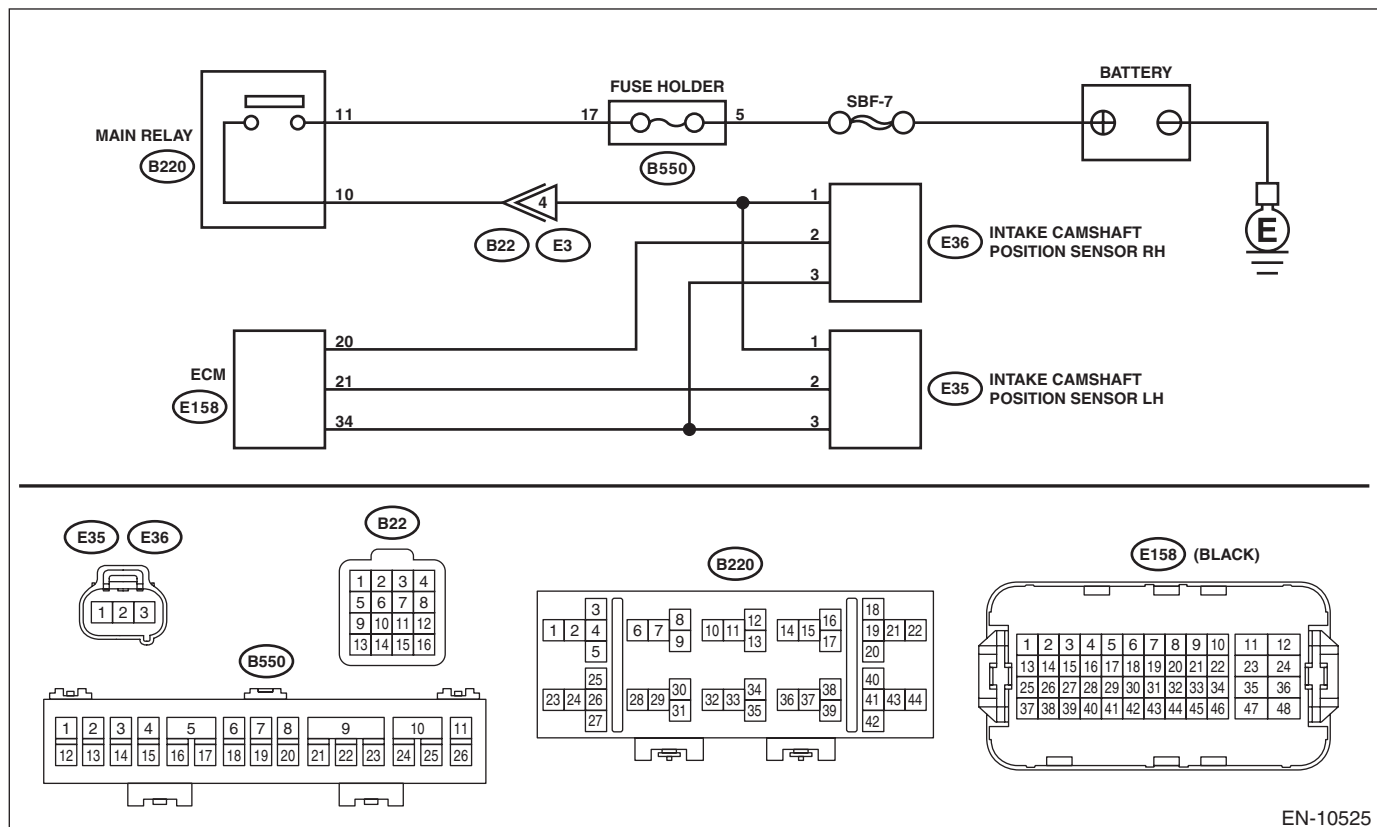 BATTERY
FUSE HOLDER
SBF-7
MAIN RELAY
B220
11
17
5
B550
10
4
B22 E3
1
2
3
E36
INTAKE CAMSHAFT
POSITION SENSOR RH
E
ECM
E158
20
21
34
1
2
3
E35
INTAKE CAMSHAFT
POSITION SENSOR LH
E35 E36
1 2 3
B22
1 2 3 4
5 6 7 8
9 10 11 12
13 14 15 16
B550
1 2 3 4 5 6 7 8 9 10 11
12 13 14 15 16 17 18 19 20 21 22 23 24 25 26
B220
3 8 12 16 18
1 2 4 6 7 10 11 14 15 19 21 22
5 9 13 17 20
25 30 34 38 40
23 24 26 28 29 32 33 36 37 41 43 44
27 31 35 39 42
E158 (BLACK)
1 2 3 4 5 6 7 8 9 10 11 12
13 14 15 16 17 18 19 20 21 22 23 24
25 26 27 28 29 30 31 32 33 34 35 36
37 38 39 40 41 42 43 44 45 46 47 48
EN-10525